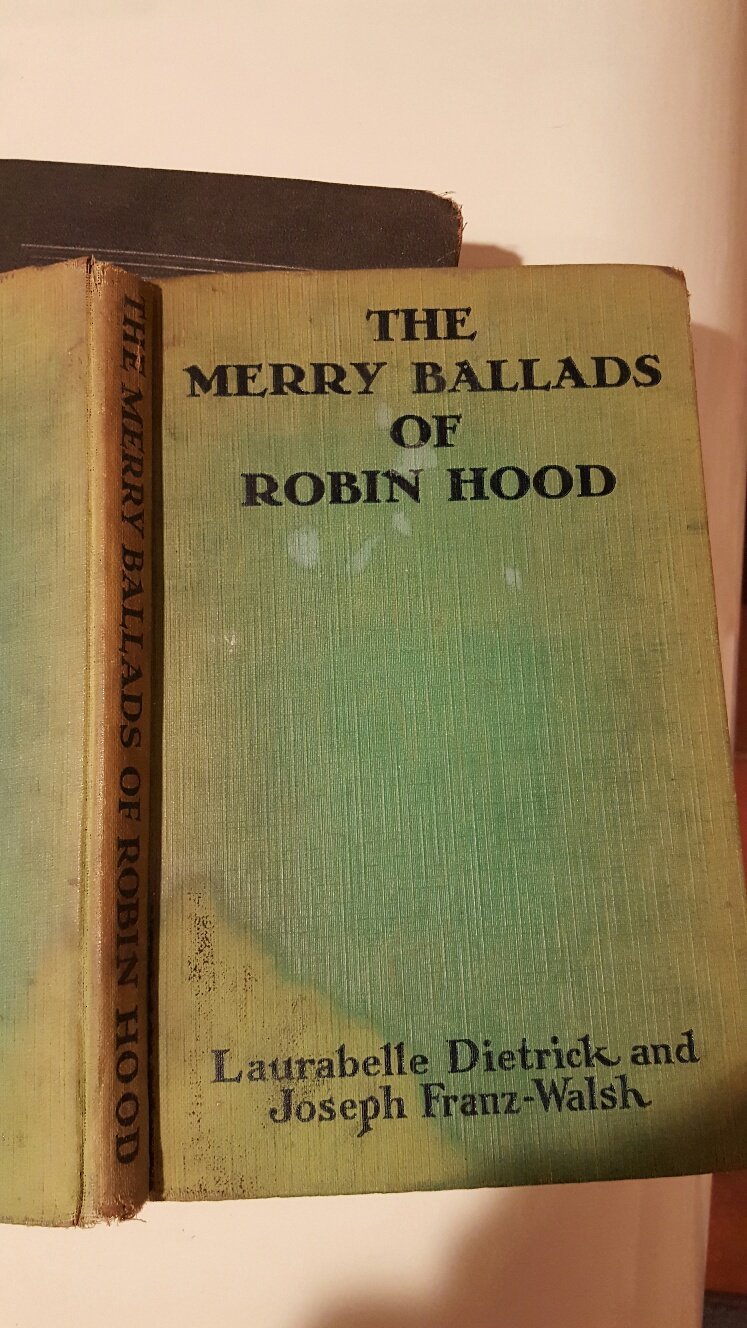 THE MERRY BALLADS OF ROBIN HOOD
THE
MERRY BALLADS
OF
ROBIN HOOD
Laurabelle Dietrick and
Joseph Franz-Walsh